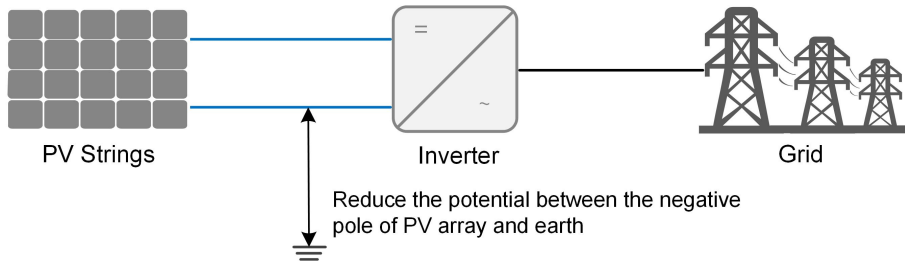 PV Strings
Inverter
Grid
Reduce the potential between the negative
pole of PV array and earth